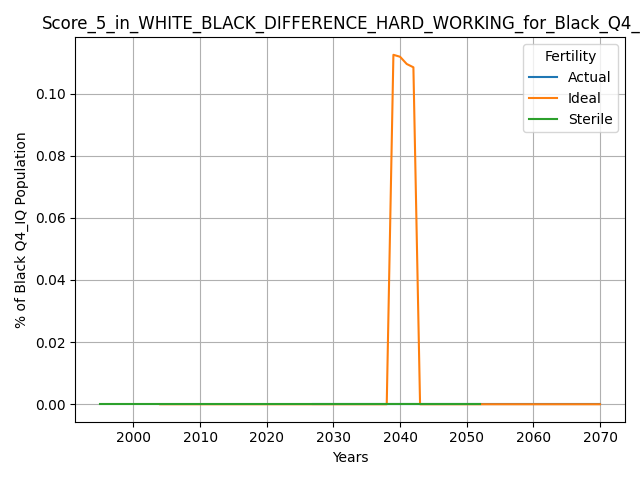 Score_5_in_WHITE_BLACK_DIFFERENCE_HARD_WORKING_for_Black_Q4_
Fertility
Actual
Ideal
Sterile
% of Black Q4_IQ Population
0.10
0.08
0.06
0.04
0.02
0.00
2000 2010 2020 2030 2040 2050 2060 2070
Years